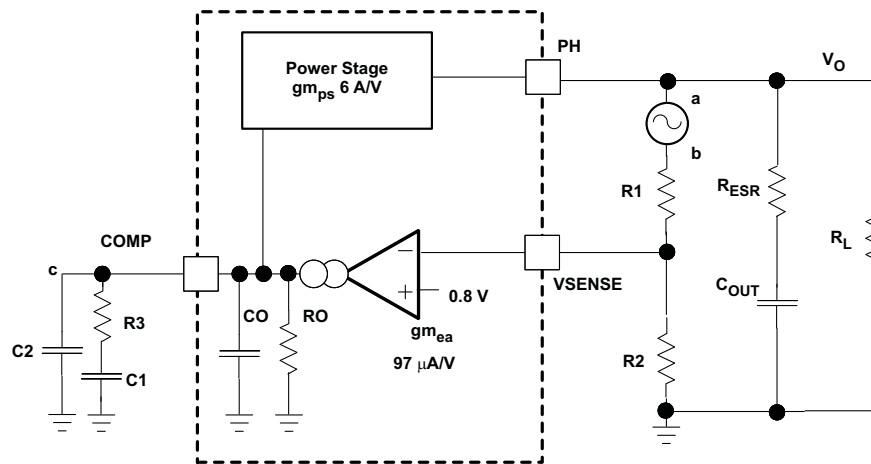 PH
Power Stage
gmps 6 A/V
VO
a
b
R1
RESR
RL
COMP
c
VSENSE
0.8 V
COUT
R3
CO
RO
gmea
97 µA/V
C2
C1
R2